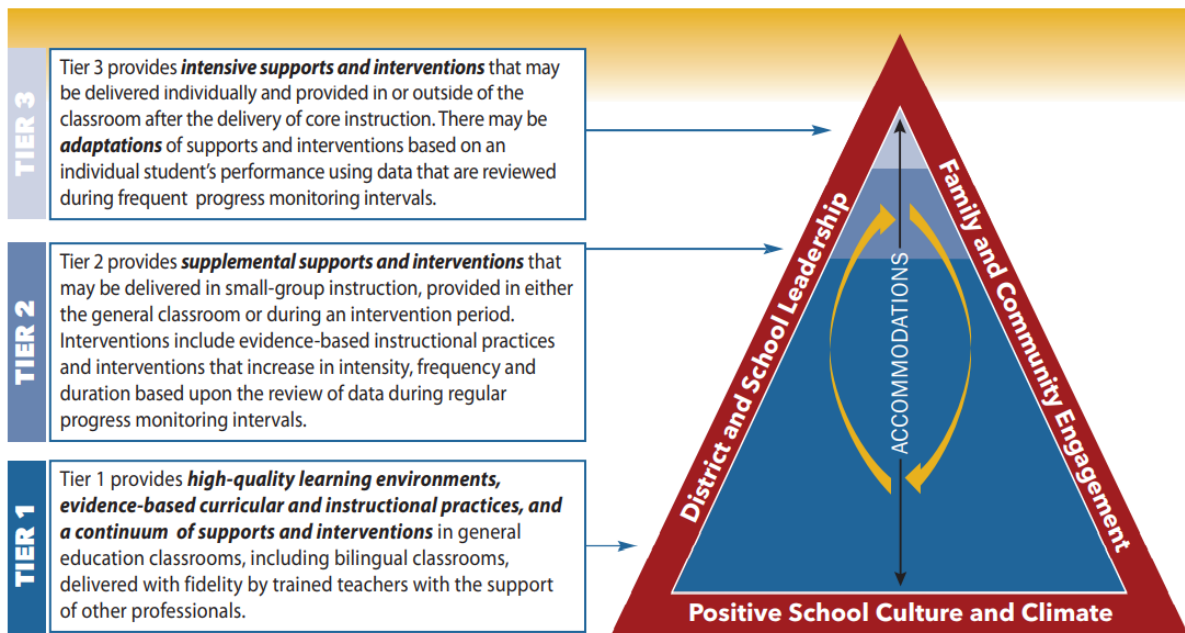 TIER 3
Tier 3 provides intensive supports and interventions that may
be delivered individually and provided in or outside of the
classroom after the delivery of core instruction. There may be
adaptations of supports and interventions based on an
individual student’s performance using data that are reviewed
during frequent progress monitoring intervals.
TIER 2
Tier 2 provides supplemental supports and interventions that
may be delivered in small-group instruction, provided in either
the general classroom or during an intervention period.
Interventions include evidence-based instructional practices
and interventions that increase in intensity, frequency and
duration based upon the review of data during regular
progress monitoring intervals.
TIER 1
Tier 1 provides high-quality learning environments,
evidence-based curricular and instructional practices, and
a continuum of supports and interventions in general
education classrooms, including bilingual classrooms,
delivered with fidelity by trained teachers with the support
of other professionals.
District and School Leadership
ACCOMMODATIONS
Family and Community Engagement
Positive School Culture and Climate